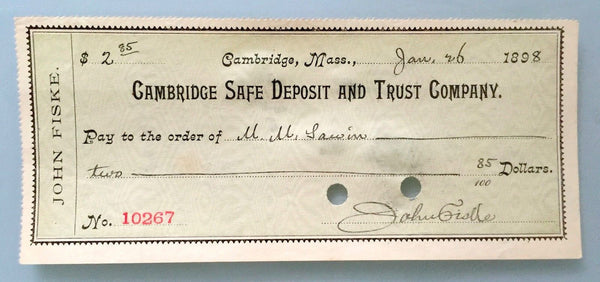 JOHN FISKE.
$ 2 85 Cambridge, Mass., Jan. 26 1898
CAMBRIDGE SAFE DEPOSIT AND TRUST COMPANY.
Pay to the order of M. M. Sawin
two 85/100 Dollars.
No. 10267
John Fiske